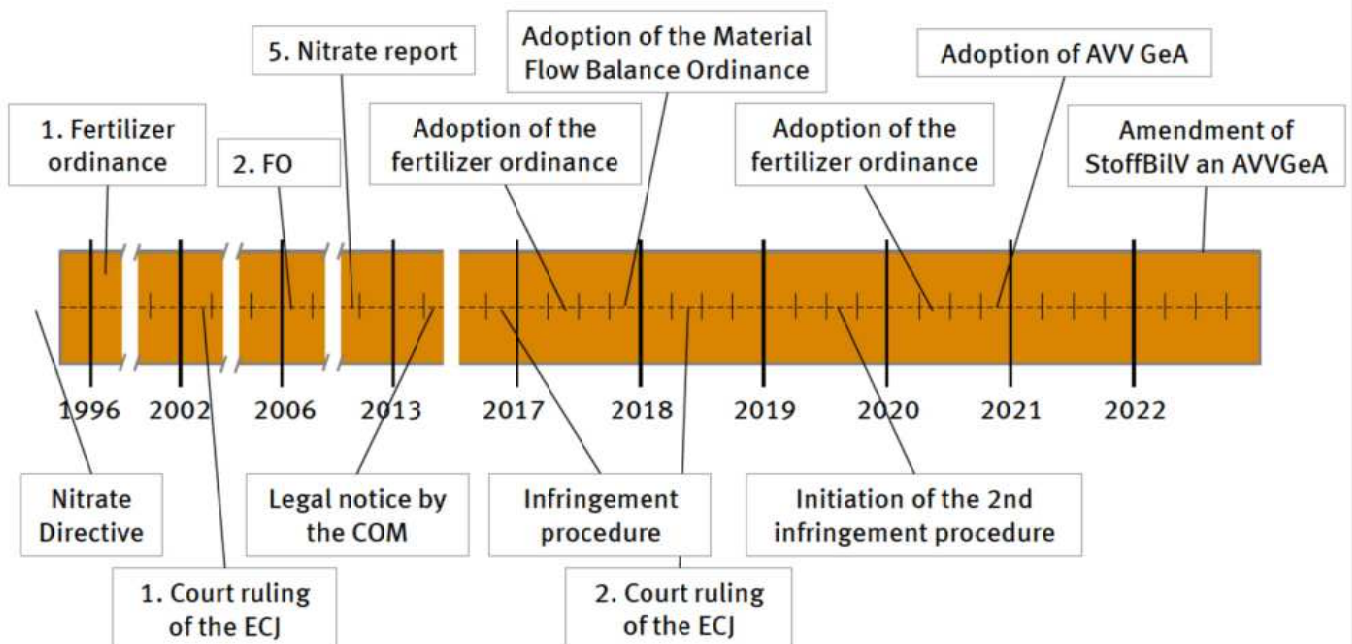 5. Nitrate report
Adoption of the Material
Flow Balance Ordinance
Adoption of AVV GeA
1. Fertilizer
ordinance
2. FO
Adoption of the
fertilizer ordinance
Adoption of the
fertilizer ordinance
Amendment of
StoffBilV an AVVGeA
1996 2002 2006 2013 2017 2018 2019 2020 2021 2022
Nitrate
Directive
Legal notice by
the COM
Infringement
procedure
Initiation of the 2nd
infringement procedure
1. Court ruling
of the ECJ
2. Court ruling
of the ECJ